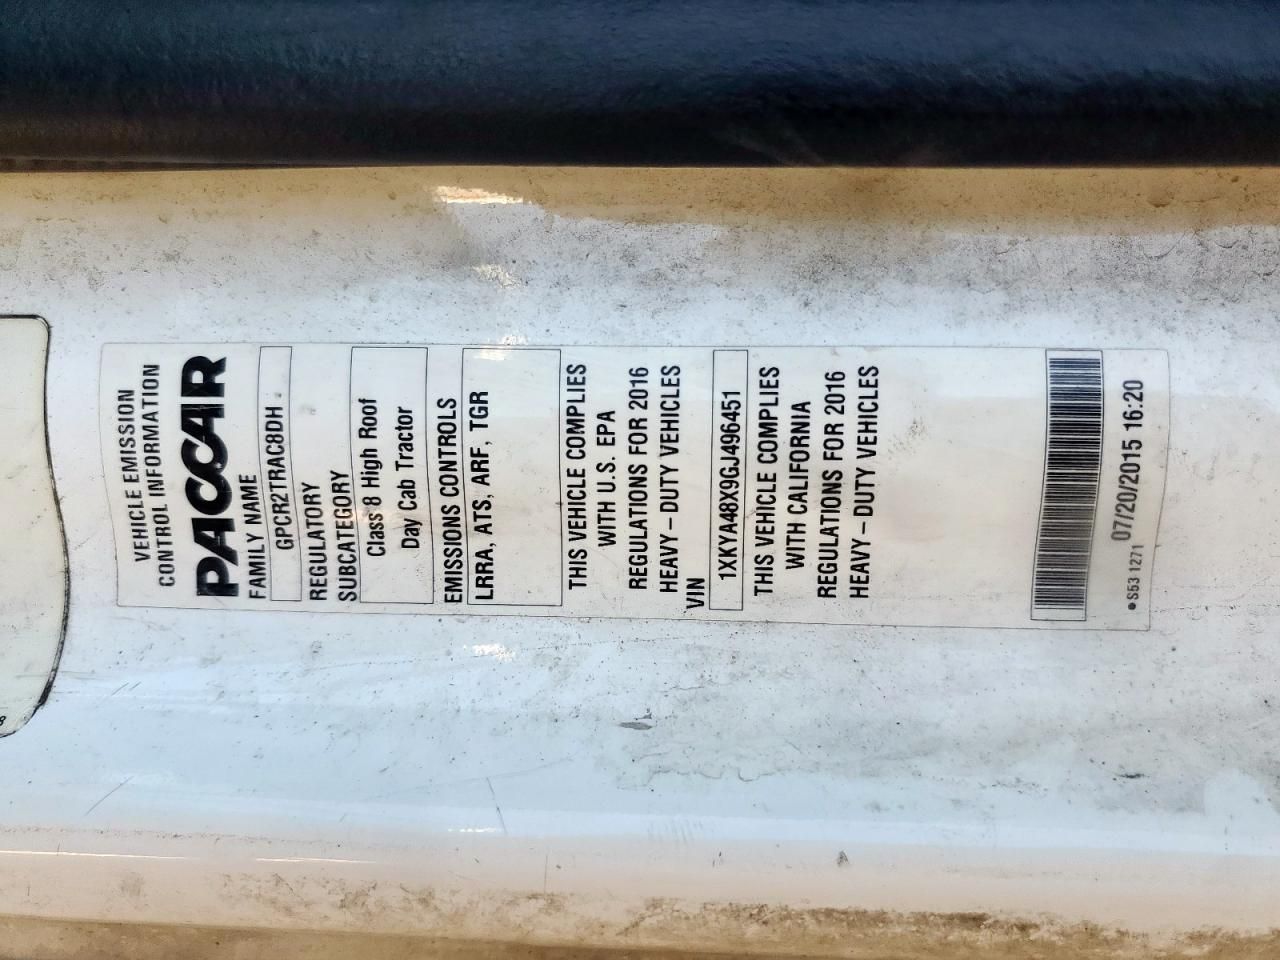 VEHICLE EMISSION
CONTROL INFORMATION
PACCAR
FAMILY NAME
GPCR2TRAC8DH
REGULATORY
SUBCATEGORY
Class 8 High Roof
Day Cab Tractor
EMISSIONS CONTROLS
LRRA, ATS, ARF, TGR
THIS VEHICLE COMPLIES
WITH U.S. EPA
REGULATIONS FOR 2016
HEAVY-DUTY VEHICLES
VIN
1XKYA48X9GJ496451
THIS VEHICLE COMPLIES
WITH CALIFORNIA
REGULATIONS FOR 2016
HEAVY-DUTY VEHICLES
●S53 1271 07/20/2015 16:20
8